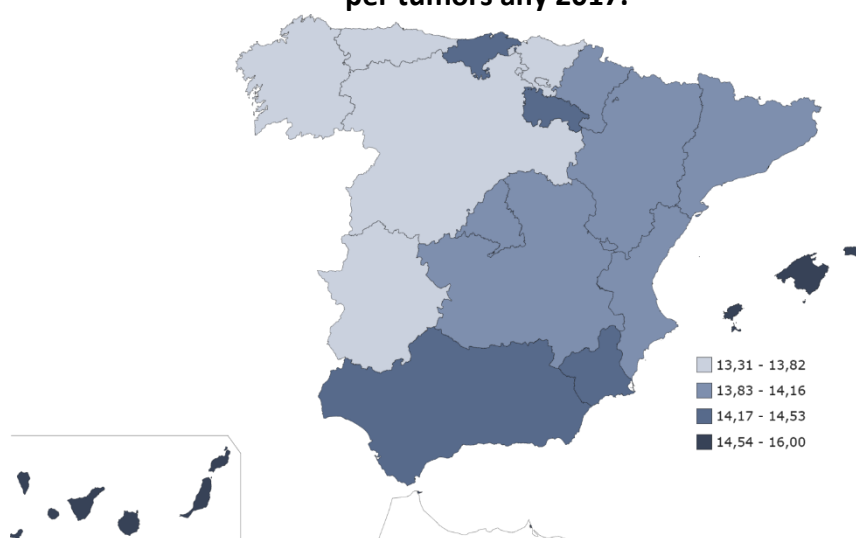 per tumors any 2017.
13,31 - 13,82
13,83 - 14,16
14,17 - 14,53
14,54 - 16,00